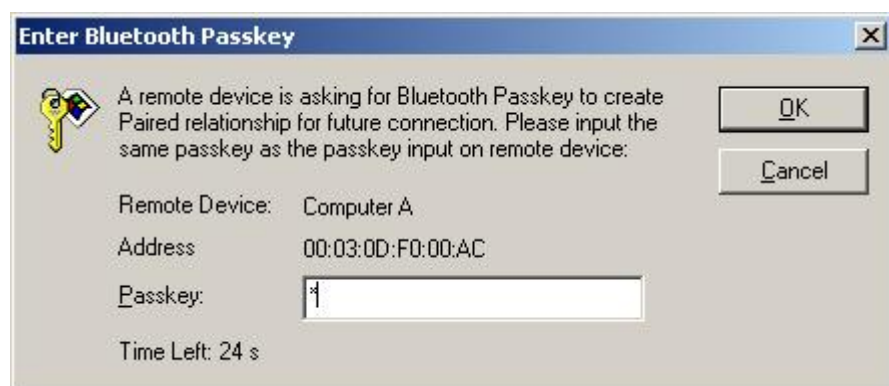 Enter Bluetooth Passkey
A remote device is asking for Bluetooth Passkey to create
Paired relationship for future connection. Please input the
same passkey as the passkey input on remote device:
OK
Cancel
Remote Device: Computer A
Address 00:03:0D:F0:00:AC
Passkey: *
Time Left: 24 s